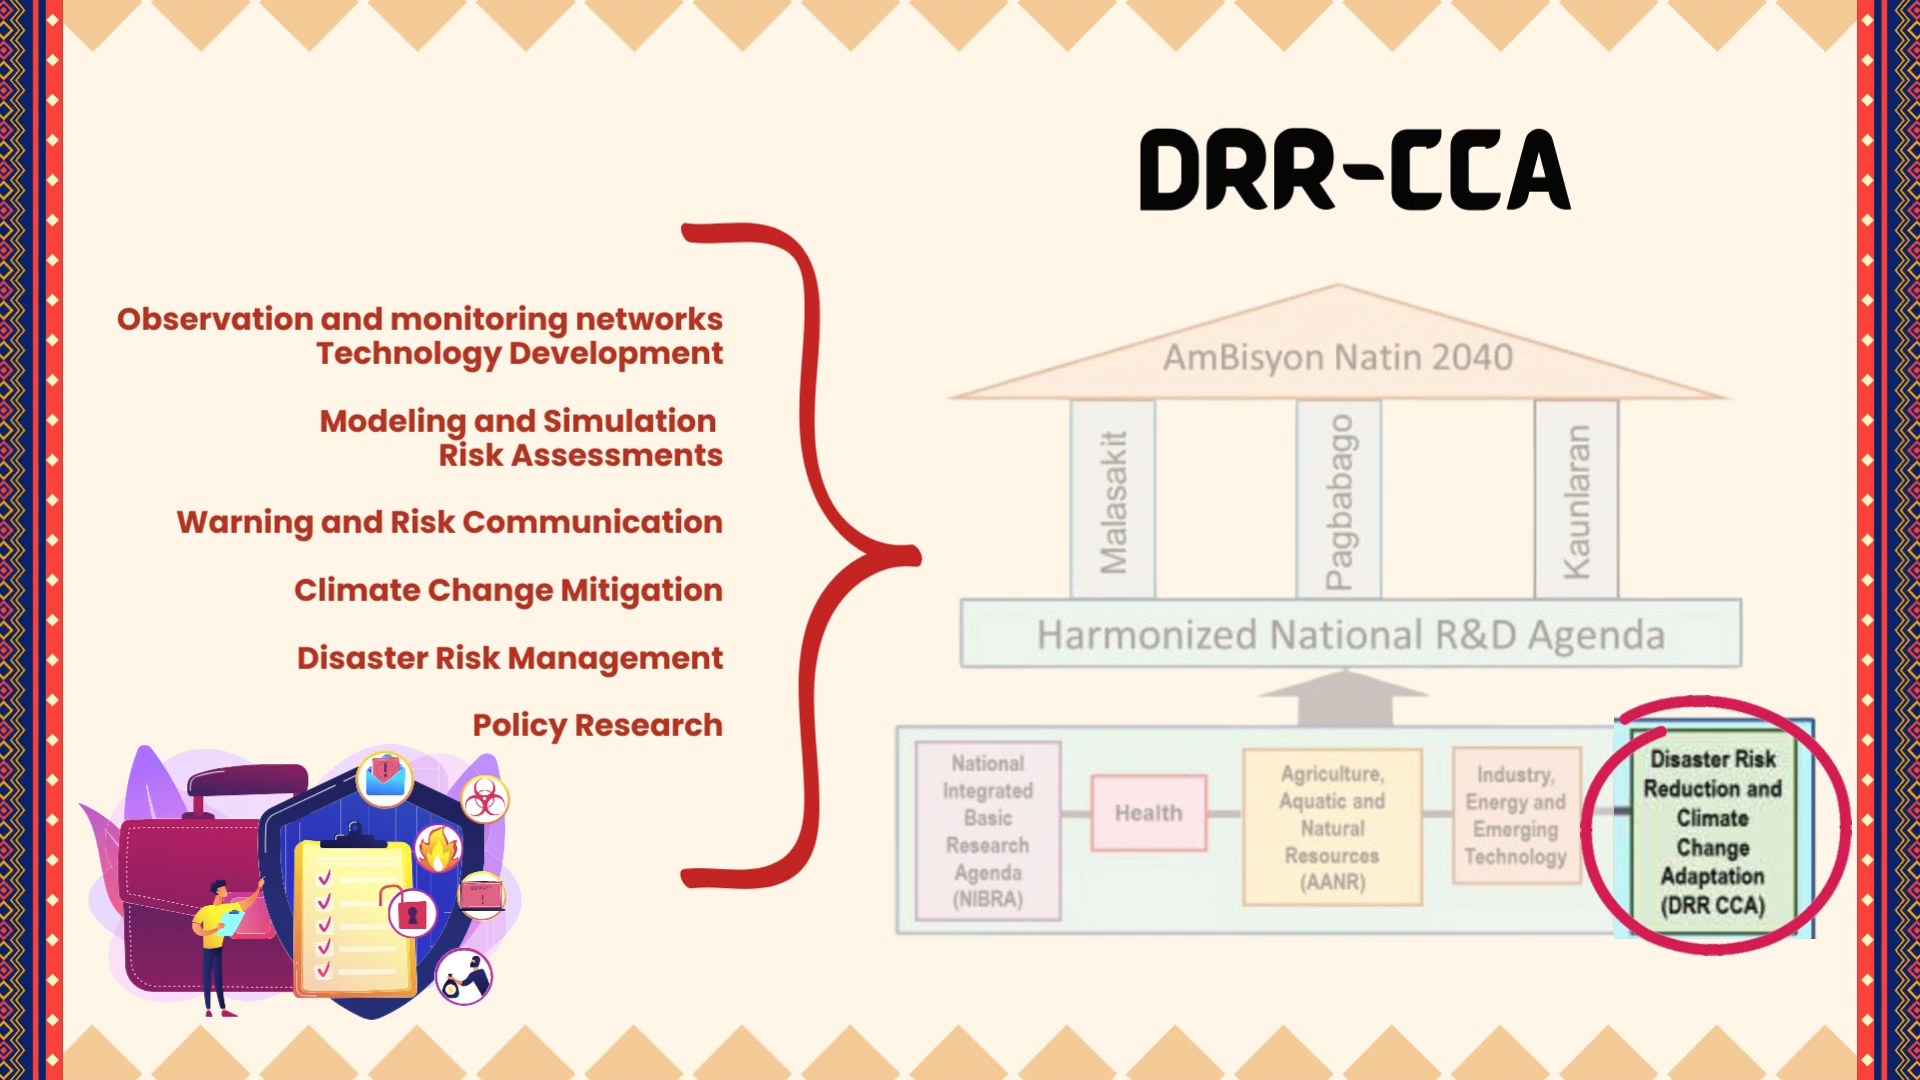 DRR-CCA
Observation and monitoring networks
Technology Development
Modeling and Simulation
Risk Assessments
Warning and Risk Communication
Climate Change Mitigation
Disaster Risk Management
Policy Research
AmBisyon Natin 2040
Malasakit
Pagbabago
Kaunlaran
Harmonized National R&D Agenda
National
Integrated
Basic
Research
Agenda
(NIBRA)
Health
Agriculture,
Aquatic and
Natural
Resources
(AANR)
Industry,
Energy and
Emerging
Technology
Disaster Risk
Reduction and
Climate
Change
Adaptation
(DRR CCA)